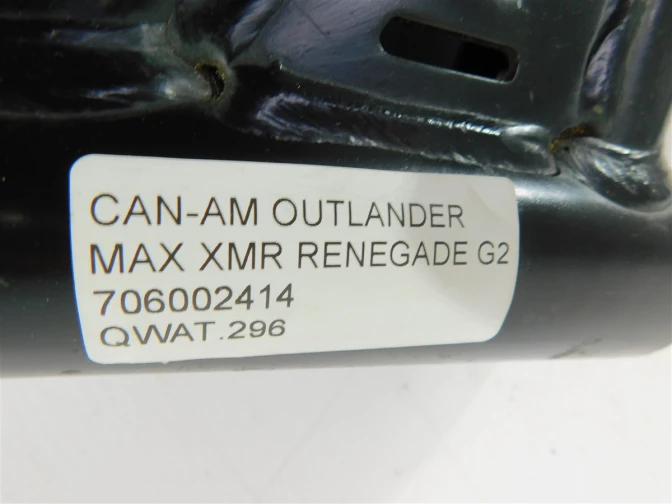 CAN-AM OUTLANDER
MAX XMR RENEGADE G2
706002414
QWAT.296